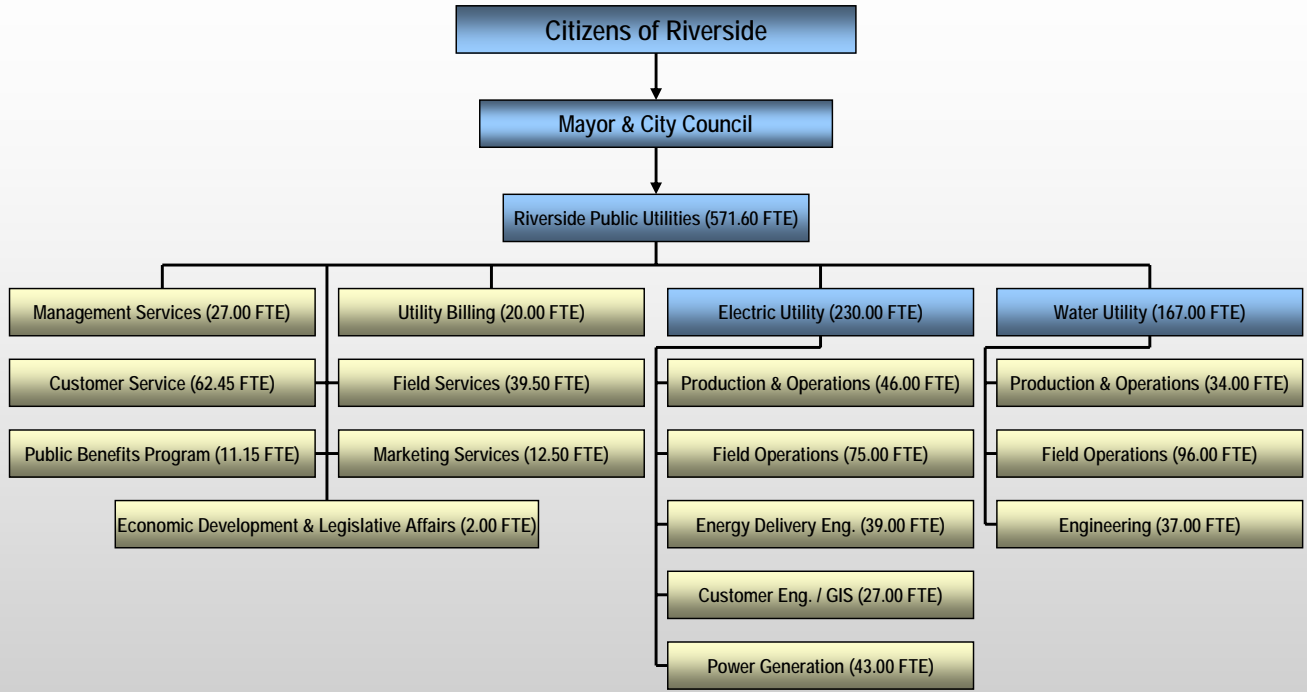 Citizens of Riverside
Mayor & City Council
Riverside Public Utilities (571.60 FTE)
Management Services (27.00 FTE)
Utility Billing (20.00 FTE)
Electric Utility (230.00 FTE)
Water Utility (167.00 FTE)
Customer Service (62.45 FTE)
Field Services (39.50 FTE)
Production & Operations (46.00 FTE)
Production & Operations (34.00 FTE)
Public Benefits Program (11.15 FTE)
Marketing Services (12.50 FTE)
Field Operations (75.00 FTE)
Field Operations (96.00 FTE)
Economic Development & Legislative Affairs (2.00 FTE)
Energy Delivery Eng. (39.00 FTE)
Engineering (37.00 FTE)
Customer Eng. / GIS (27.00 FTE)
Power Generation (43.00 FTE)